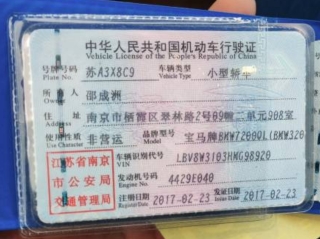 中华人民共和国机动车行驶证
Vehicle License of the People's Republic of China
号牌号码 苏A3X8C9 车辆类型 小型轿车
Plate No. Vehicle Type
所有人 邵成洲
Owner
住址 南京市栖霞区翠林路2号09幢二单元908室
Address
使用性质 非营运 品牌型号 宝马牌BMW7200QL(BMW320
Use Character Model
江苏省南京
市公安局
交通管理局
车辆识别代号 LBV8W3103HMG98920
VIN
发动机号码 4429E040
Engine No.
注册日期 2017-02-23 发证日期 2017-02-23
Register Date Issue Date